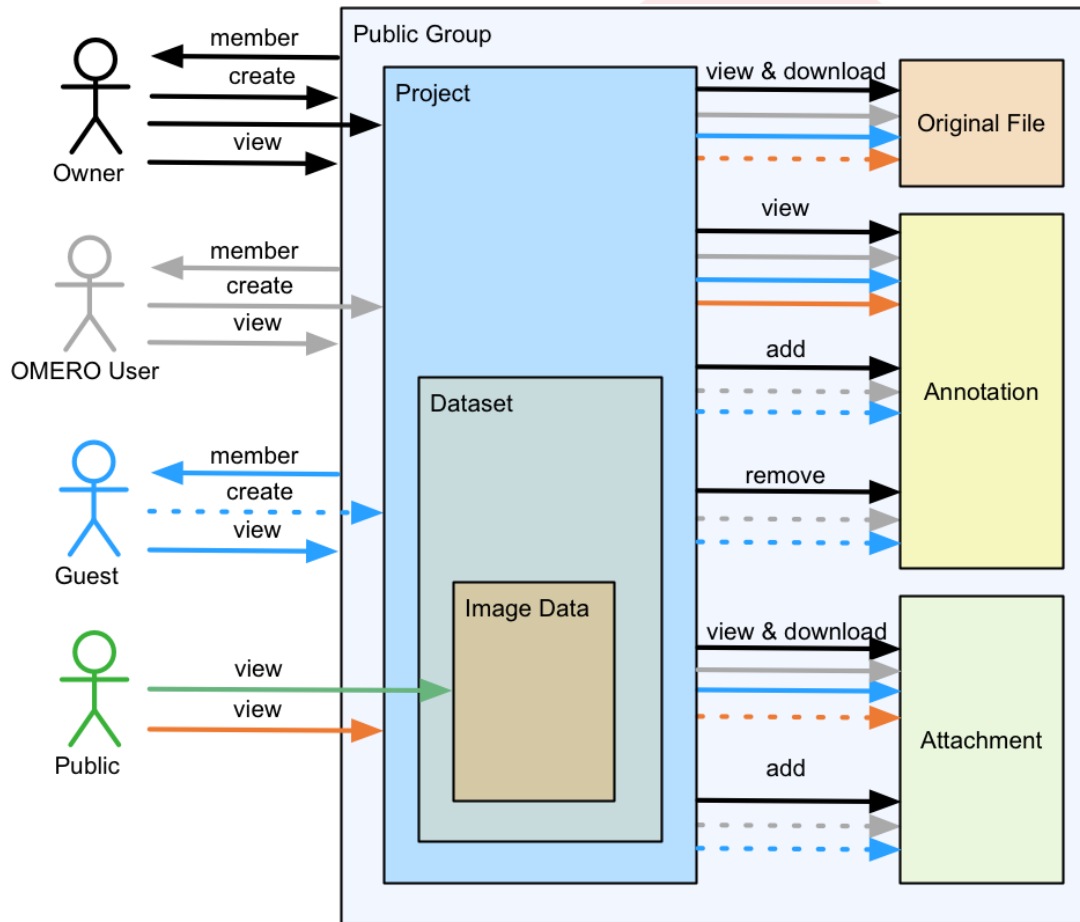 Public Group
member
create
view
Owner
member
create
view
OMERO User
member
create
view
Guest
view
view
Public
Project
Dataset
Image Data
view & download
Original File
view
add
remove
Annotation
view & download
add
Attachment